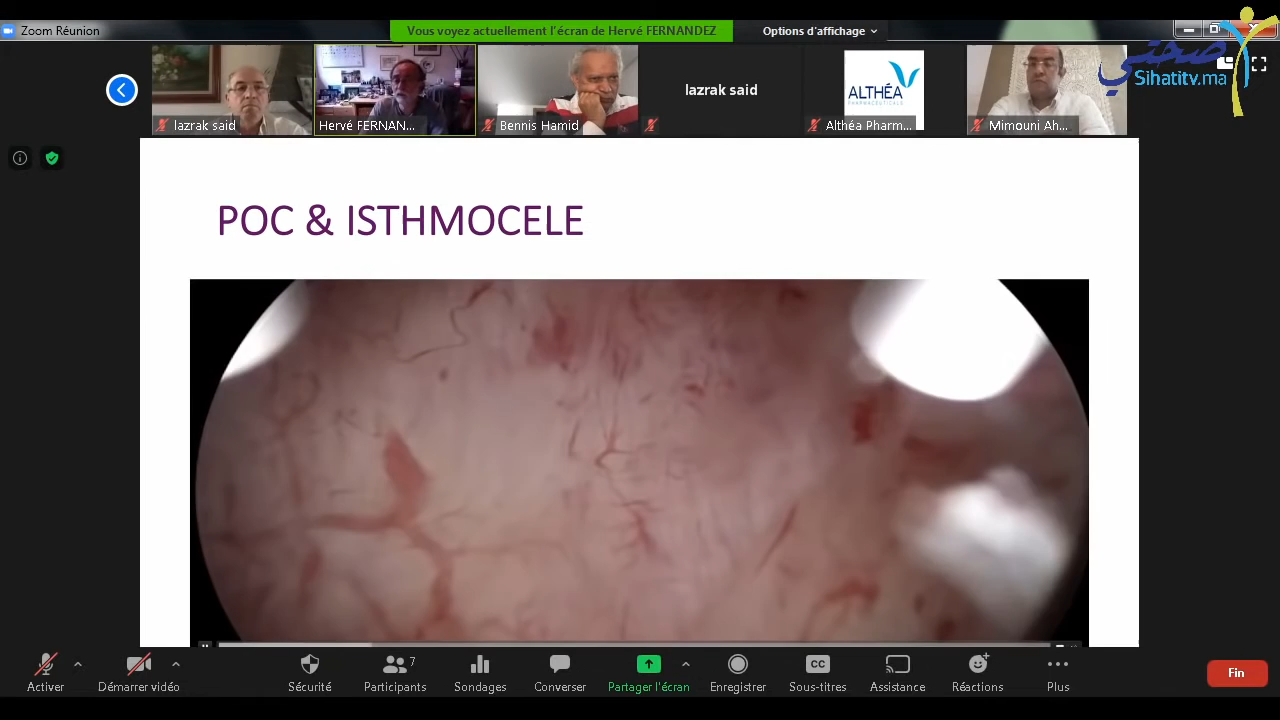 Zoom Réunion
Vous voyez actuellement l'écran de Hervé FERNANDEZ
Options d'affichage
صحتي
Sihatitv.ma
lazrak said
Hervé FERNAN...
Bennis Hamid
lazrak said
ALTHÉA
PHARMACEUTICALS
Althéa Pharm...
Mimouni Ah...
POC & ISTHMOCELE
Activer
Démarrer vidéo
Sécurité
7
Participants
Sondages
Converser
Partager l'écran
Enregistrer
CC
Sous-titres
Assistance
Réactions
Plus
Fin